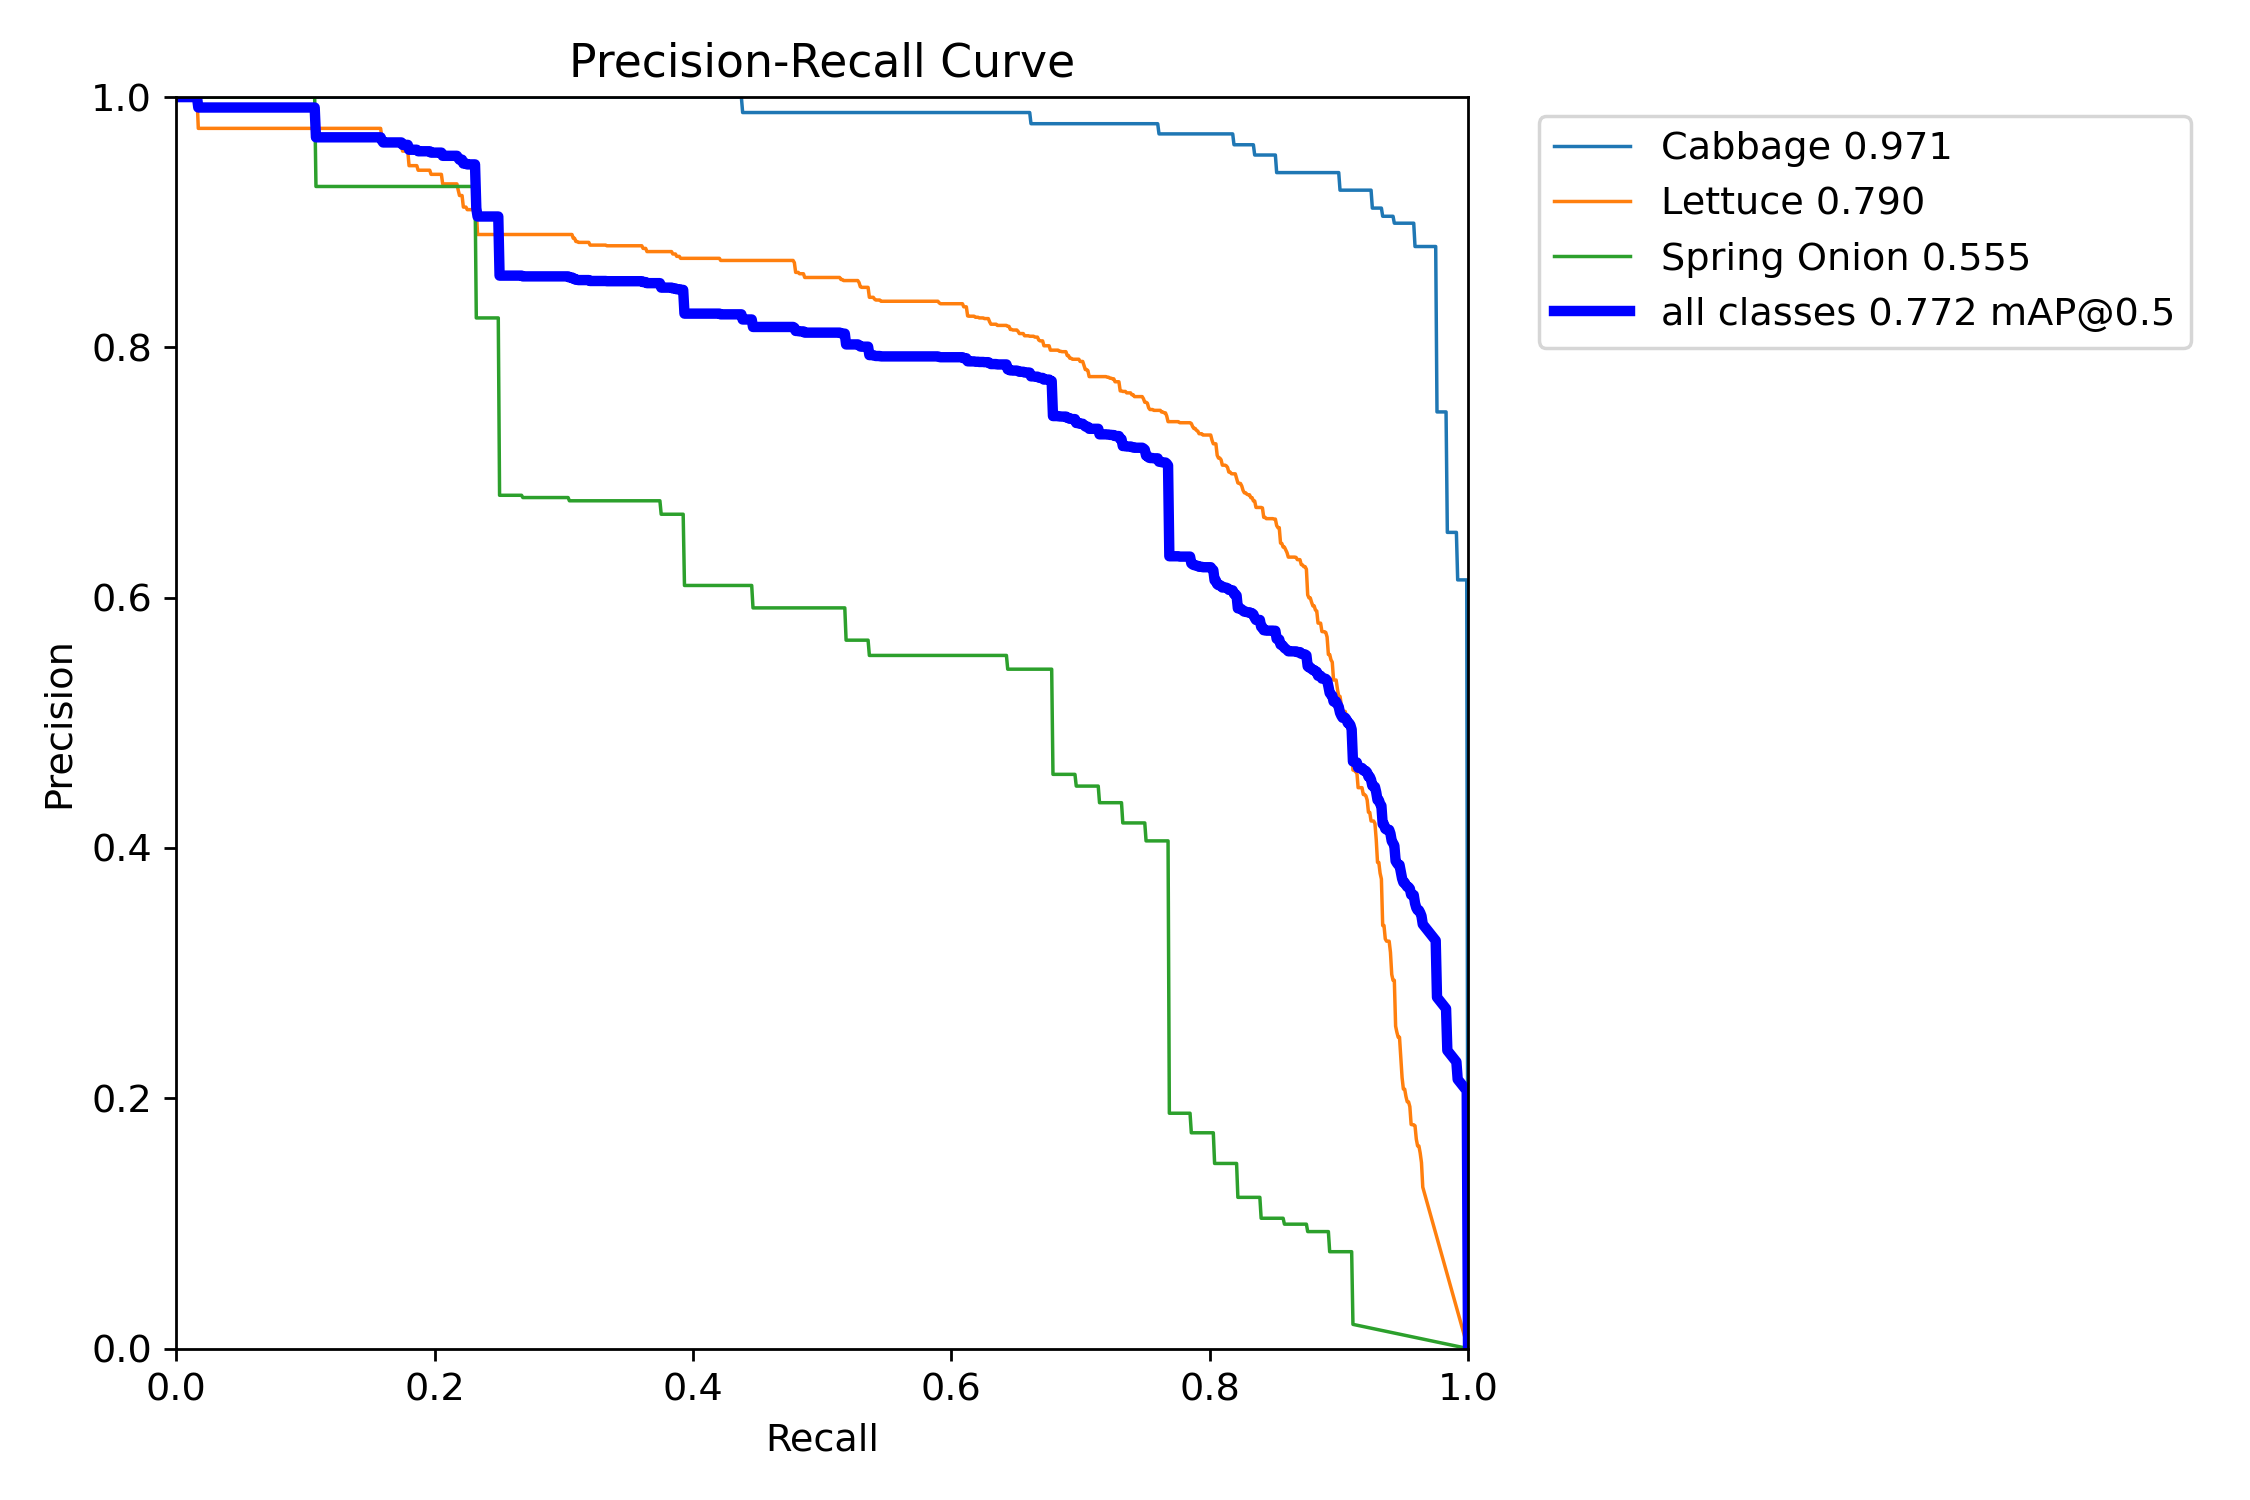 Precision-Recall Curve
1.0
0.8
0.6
0.4
0.2
0.0
Precision
0.0 0.2 0.4 0.6 0.8 1.0
Recall
Cabbage 0.971
Lettuce 0.790
Spring Onion 0.555
all classes 0.772 mAP@0.5